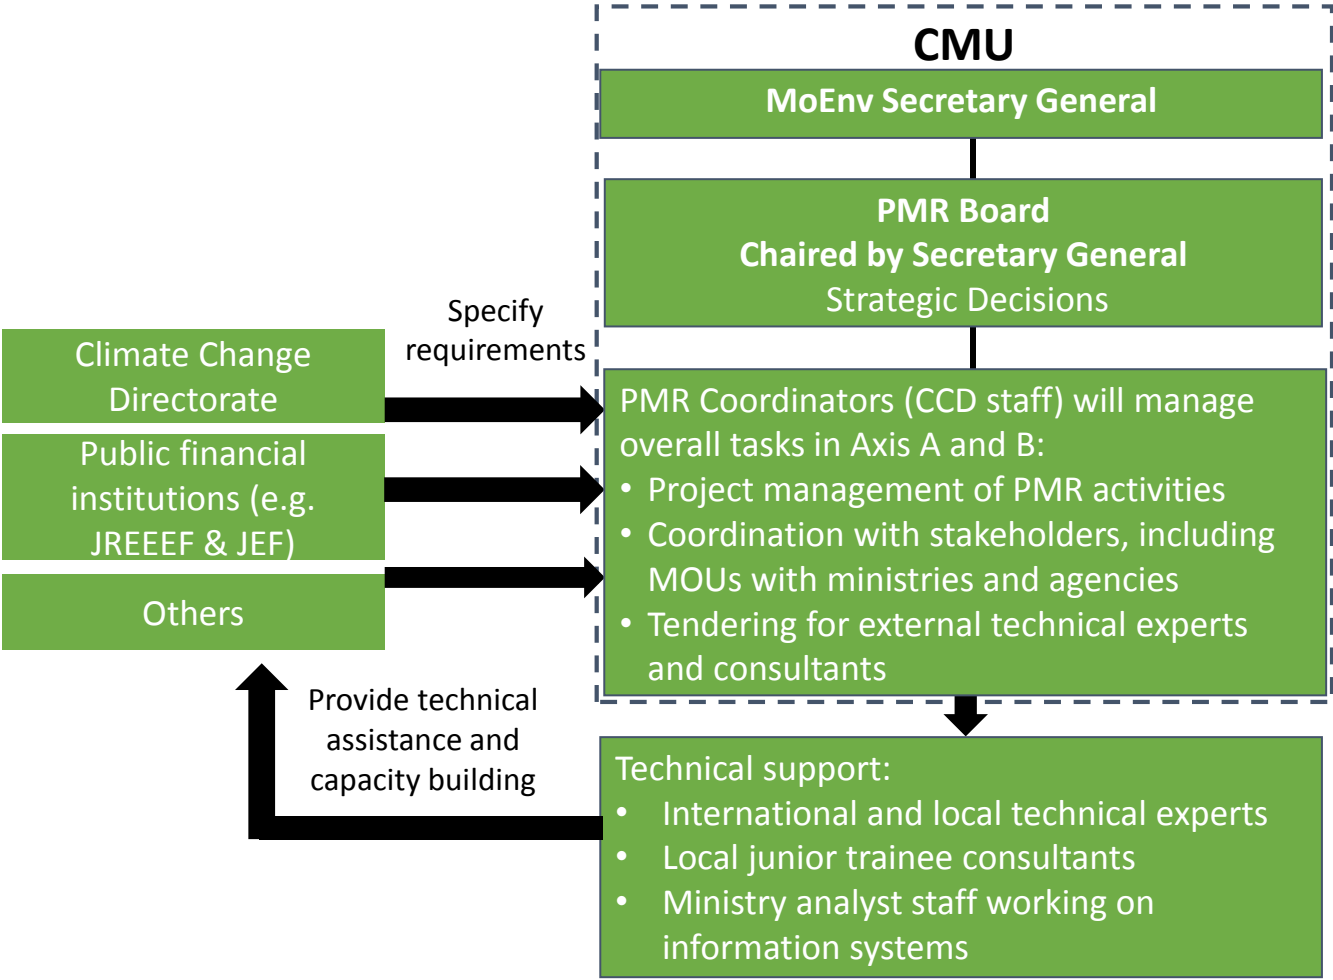 CMU
MoEnv Secretary General
PMR Board
Chaired by Secretary General
Strategic Decisions
Specify
requirements
Climate Change
Directorate
Public financial
institutions (e.g.
JREEEF & JEF)
Others
PMR Coordinators (CCD staff) will manage
overall tasks in Axis A and B:
• Project management of PMR activities
• Coordination with stakeholders, including
MOUs with ministries and agencies
• Tendering for external technical experts
and consultants
Provide technical
assistance and
capacity building
Technical support:
• International and local technical experts
• Local junior trainee consultants
• Ministry analyst staff working on
information systems